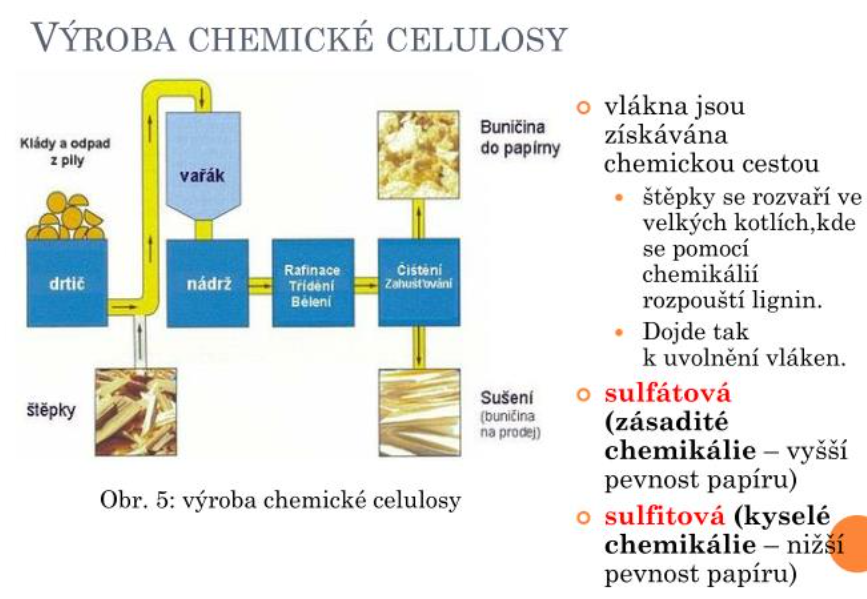 VÝROBA CHEMICKÉ CELULOSY
Klády a odpad
z pily
drtič
štěpky
vařák
nádrž
Rafinace
Třídění
Bělení
Čištění
Zahušťování
Buničina
do papírny
Sušení
(buničina
na prodej)
Obr. 5: výroba chemické celulosy
vlákna jsou
získávána
chemickou cestou
štěpky se rozvaří ve
velkých kotlích,kde
se pomocí
chemikálií
rozpouští lignin.
Dojde tak
k uvolnění vláken.
sulfátová
(zásadité
chemikálie – vyšší
pevnost papíru)
sulfitová (kyselé
chemikálie – nižší
pevnost papíru)